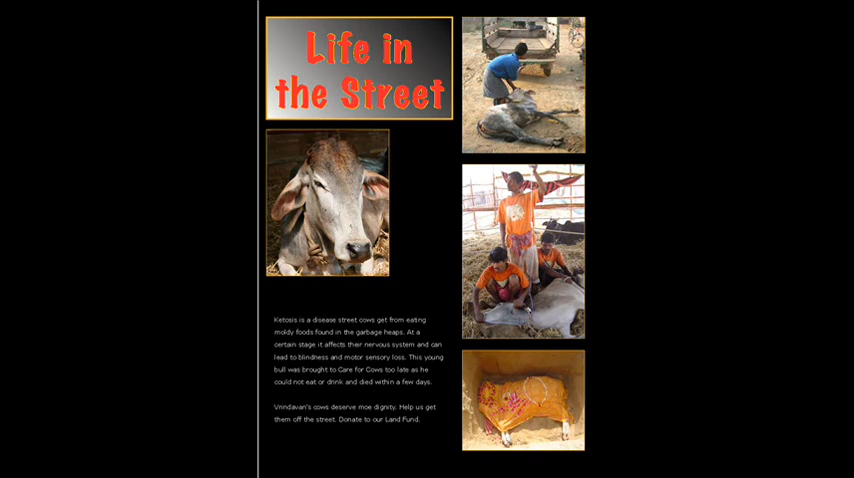 Life in
the Street
Ketosis is a disease street cows get from eating
moldy foods found in the garbage heaps. At a
certain stage it affects their nervous system and can
lead to blindness and motor sensory loss. This young
bull was brought to Care for Cows too late as he
could not eat or drink and died within a few days.
Vrindavan's cows deserve moe dignity. Help us get
them off the street. Donate to our Land Fund.